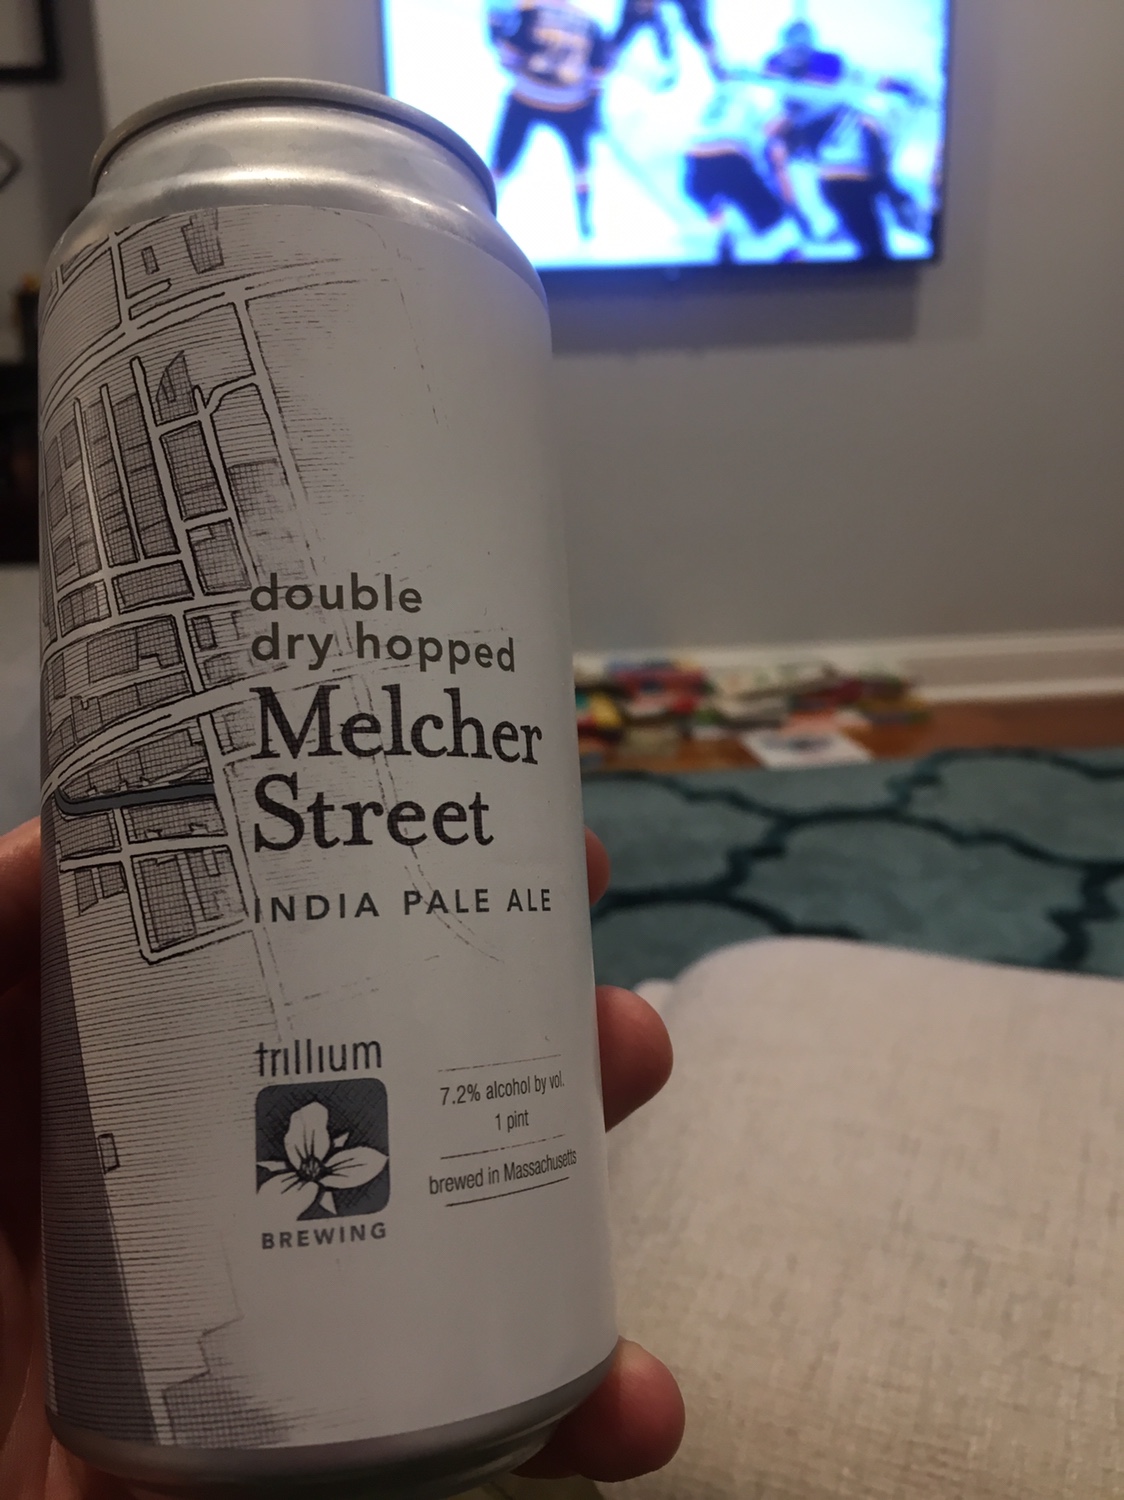 double
dry hopped
Melcher
Street
INDIA PALE ALE
trillium
BREWING
7.2% alcohol by vol.
1 pint
brewed in Massachusetts